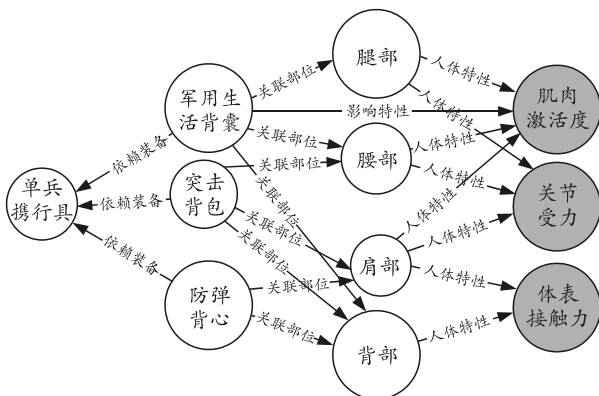 腿部
人体特性
关联部位
军用生
活背囊
影响特性
肌肉
激活度
人体特性
依赖装备
关联部位
人体特性
腰部
关联部位
人体特性
单兵
携行具
依赖装备
突击
背包
关联部位
人体特性
关节
受力
关联部位
关联部位
人体特性
依赖装备
肩部
关联部位
人体特性
防弹
背心
体表
接触力
关联部位
背部
人体特性